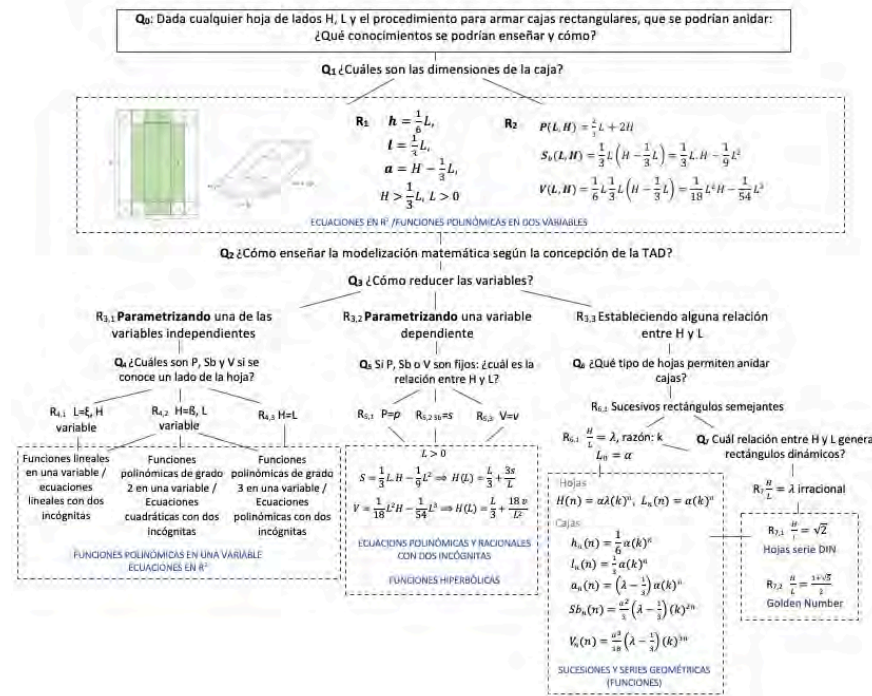 Q₀: Dada cualquier hoja de lados H, L y el procedimiento para armar cajas rectangulares, que se podrían anidar:
¿Qué conocimientos se podrían enseñar y cómo?
Q₁ ¿Cuáles son las dimensiones de la caja?
R₁ h = 1/6 L,
l = 1/3 L,
a = H − 1/3 L,
H > 1/3 L, L > 0
R₂ P(L,H) = 2/3 L + 2H
S_b(L,H) = 1/3 L (H − 1/3 L) = 1/3 L.H − 1/9 L²
V(L,H) = 1/6 L 1/3 L (H − 1/3 L) = 1/18 L²H − 1/54 L³
ECUACIONES EN R² /FUNCIONES POLINÓMICAS EN DOS VARIABLES
Q₂ ¿Cómo enseñar la modelización matemática según la concepción de la TAD?
Q₃ ¿Cómo reducer las variables?
R₃,₁ Parametrizando una de las
variables independientes
R₃,₂ Parametrizando una variable
dependiente
R₃,₃ Estableciendo alguna relación
entre H y L
Q₄ ¿Cuáles son P, Sb y V si se
conoce un lado de la hoja?
Q₅ Si P, Sb o V son fijos: ¿cuál es la
relación entre H y L?
Q₆ ¿Qué tipo de hojas permiten anidar
cajas?
R₄,₁ L=ξ, H
variable
R₄,₂ H=ß, L
variable
R₄,₃ H=L
R₅,₁ P=p
R₅,₂ Sb=s
R₅,₃ V=v
R₆,₁ Sucesivos rectángulos semejantes
R₆,₁ H/L = λ, razón: k
L₀ = α
Q₇ Cuál relación entre H y L genera
rectángulos dinámicos?
R₇ H/L = λ irracional
R₇,₁ H/L = √2
Hojas serie DIN
R₇,₂ H/L = (1+√5)/2
Golden Number
Funciones lineales
en una variable /
ecuaciones
lineales con dos
incógnitas
Funciones
polinómicas de grado
2 en una variable /
Ecuaciones
cuadráticas con dos
incógnitas
Funciones
polinómicas de grado
3 en una variable /
Ecuaciones
polinómicas con dos
incógnitas
FUNCIONES POLINÓMICAS EN UNA VARIABLE
ECUACIONES EN R²
L > 0
S = 1/3 L.H − 1/9 L² ⟹ H(L) = L/3 + 3s/L
V = 1/18 L²H − 1/54 L³ ⟹ H(L) = L/3 + 18v/L²
ECUACIONS POLINÓMICAS Y RACIONALES
CON DOS INCÓGNITAS
FUNCIONES HIPERBÓLICAS
Hojas
H(n) = αλ(k)ⁿ, Lₙ(n) = α(k)ⁿ
Cajas
hₙ(n) = 1/6 α(k)ⁿ
lₙ(n) = 1/3 α(k)ⁿ
aₙ(n) = (λ − 1/3) α(k)ⁿ
Sbₙ(n) = α²/3 (λ − 1/3) (k)²ⁿ
Vₙ(n) = α³/18 (λ − 1/3) (k)³ⁿ
SUCESIONES Y SERIES GEOMÉTRICAS
(FUNCIONES)